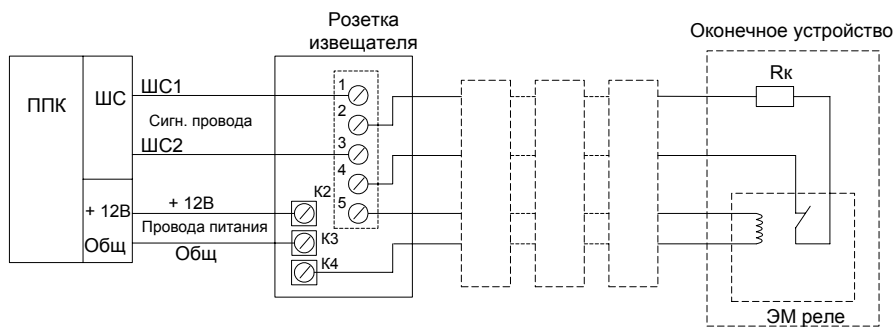 Розетка
извещателя
Оконечное устройство
ППК
ШС
ШС1
Сигн. провода
ШС2
+ 12В
+ 12В
Провода питания
Общ
Общ
1
2
3
4
5
К2
К3
К4
Rк
ЭМ реле